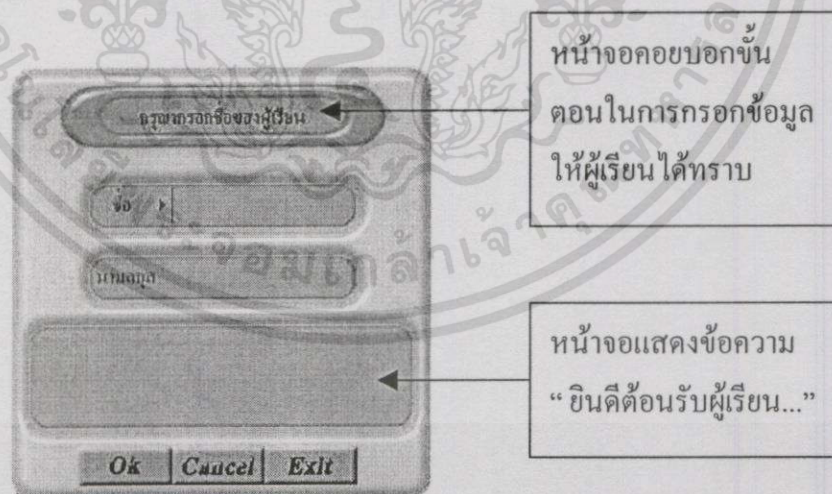 หน้าจอคอยบอกขั้น
ตอนในการกรอกข้อมูล
ให้ผู้เรียนได้ทราบ
กรุณากรอกชื่อของผู้เรียน
ชื่อ
นามสกุล
หน้าจอแสดงข้อความ
“ ยินดีต้อนรับผู้เรียน...”
Ok Cancel Exit